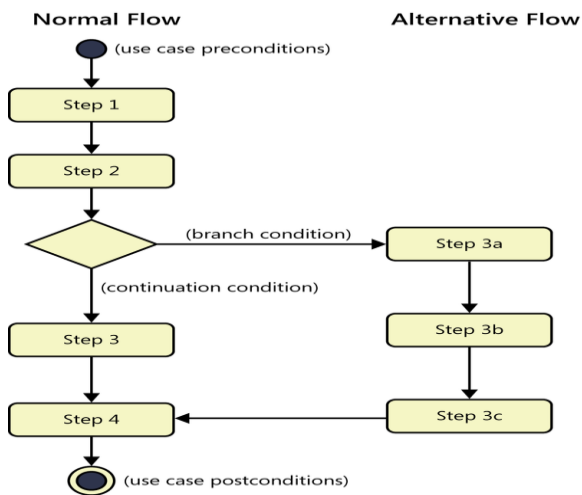 Normal Flow
Alternative Flow
(use case preconditions)
Step 1
Step 2
(branch condition)
Step 3a
(continuation condition)
Step 3
Step 3b
Step 4
Step 3c
(use case postconditions)